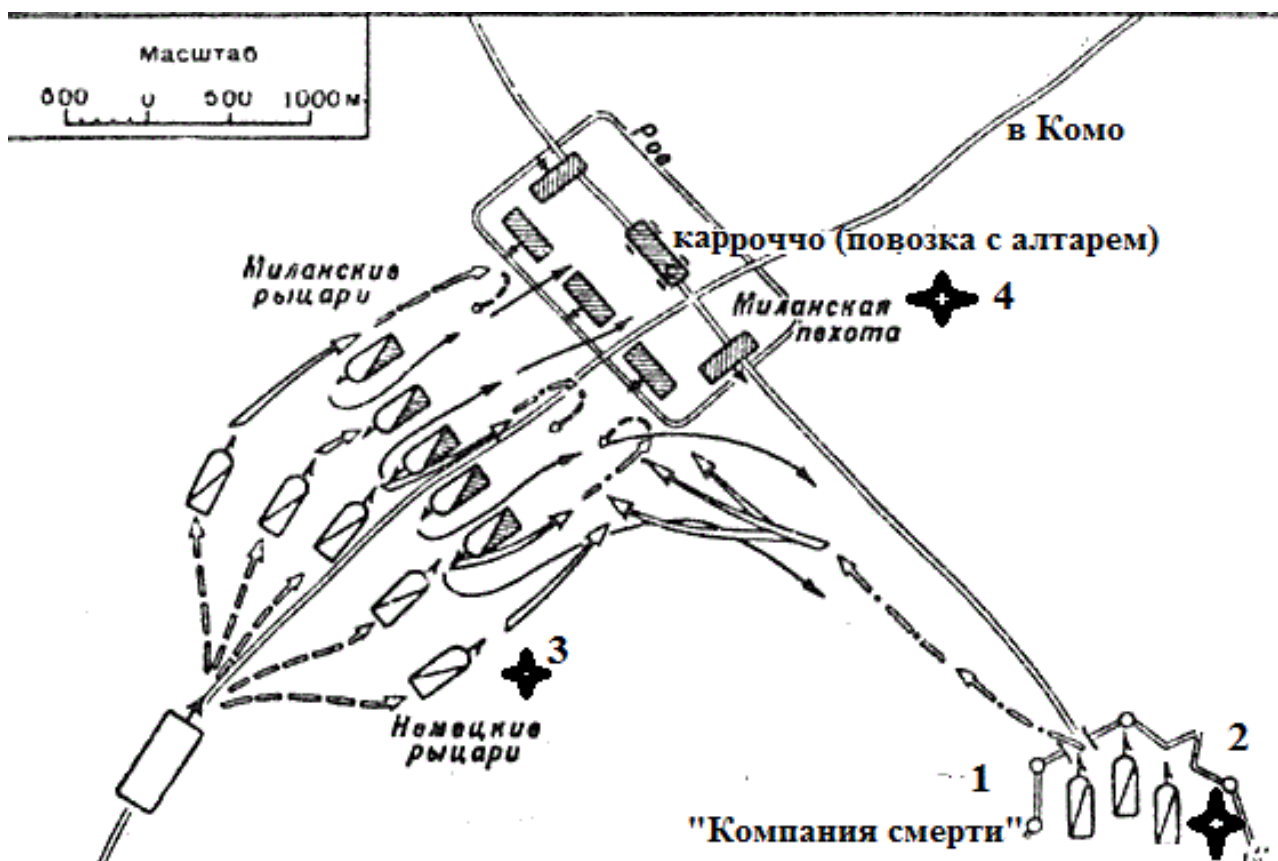 Масштаб
500 0 500 1000 м
в Комо
Ров
карроччо (повозка с алтарем)
Миланские
рыцари
4
Миланская
пехота
3
Немецкие
рыцари
2
1
"Компания смерти"